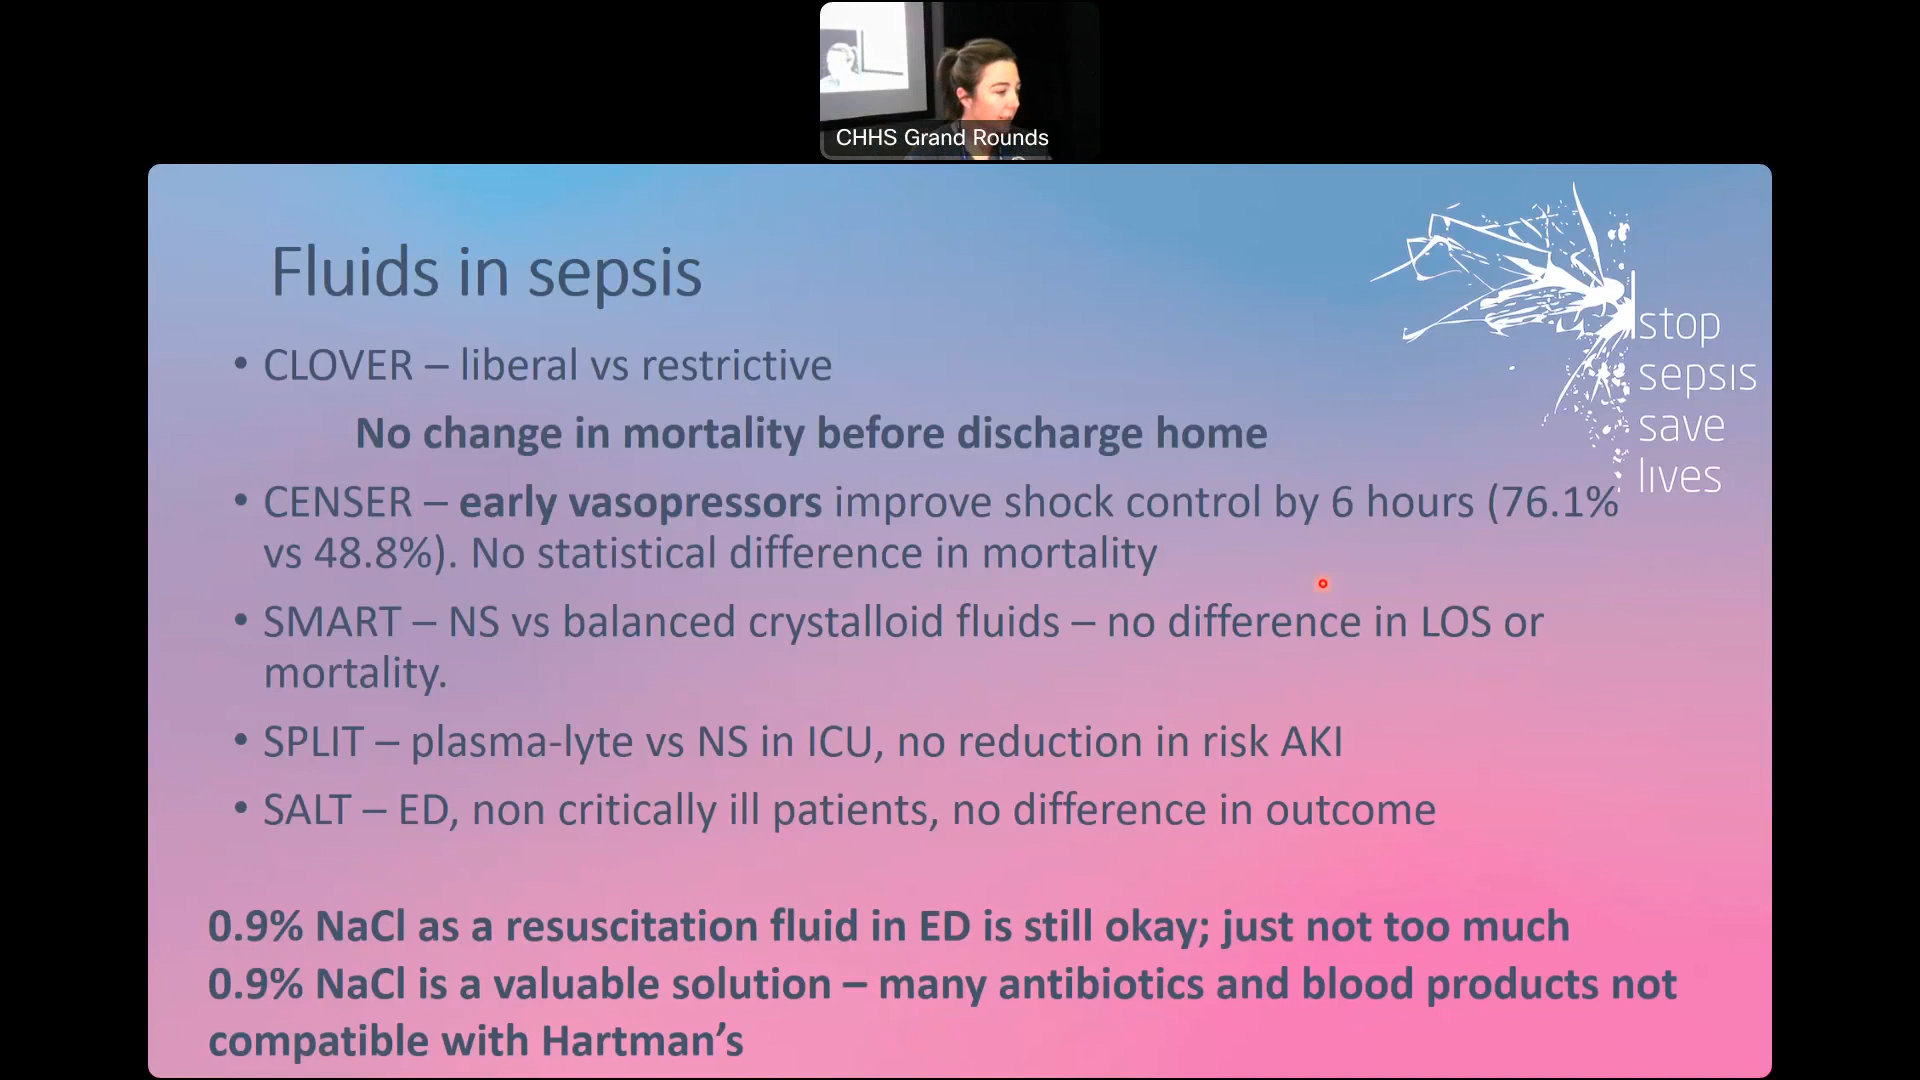 CHHS Grand Rounds
Fluids in sepsis
• CLOVER – liberal vs restrictive
No change in mortality before discharge home
• CENSER – early vasopressors improve shock control by 6 hours (76.1%
vs 48.8%). No statistical difference in mortality
• SMART – NS vs balanced crystalloid fluids – no difference in LOS or
mortality.
• SPLIT – plasma-lyte vs NS in ICU, no reduction in risk AKI
• SALT – ED, non critically ill patients, no difference in outcome
0.9% NaCl as a resuscitation fluid in ED is still okay; just not too much
0.9% NaCl is a valuable solution – many antibiotics and blood products not
compatible with Hartman’s
stop
sepsis
save
lives